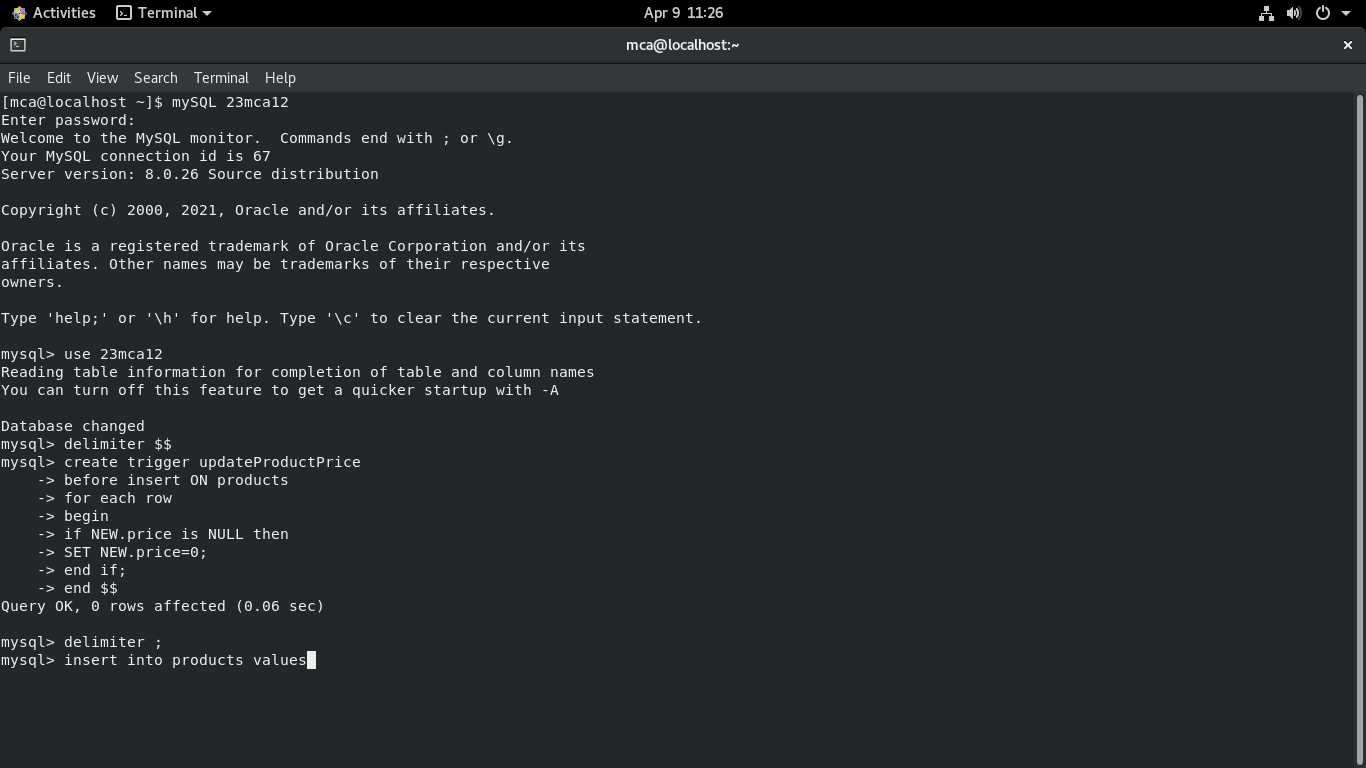 Activities Terminal Apr 9 11:26
mca@localhost:~ ×
File Edit View Search Terminal Help
[mca@localhost ~]$ mySQL 23mca12
Enter password:
Welcome to the MySQL monitor.  Commands end with ; or \g.
Your MySQL connection id is 67
Server version: 8.0.26 Source distribution

Copyright (c) 2000, 2021, Oracle and/or its affiliates.

Oracle is a registered trademark of Oracle Corporation and/or its
affiliates. Other names may be trademarks of their respective
owners.

Type 'help;' or '\h' for help. Type '\c' to clear the current input statement.

mysql> use 23mca12
Reading table information for completion of table and column names
You can turn off this feature to get a quicker startup with -A

Database changed
mysql> delimiter $$
mysql> create trigger updateProductPrice
    -> before insert ON products
    -> for each row
    -> begin
    -> if NEW.price is NULL then
    -> SET NEW.price=0;
    -> end if;
    -> end $$
Query OK, 0 rows affected (0.06 sec)

mysql> delimiter ;
mysql> insert into products values